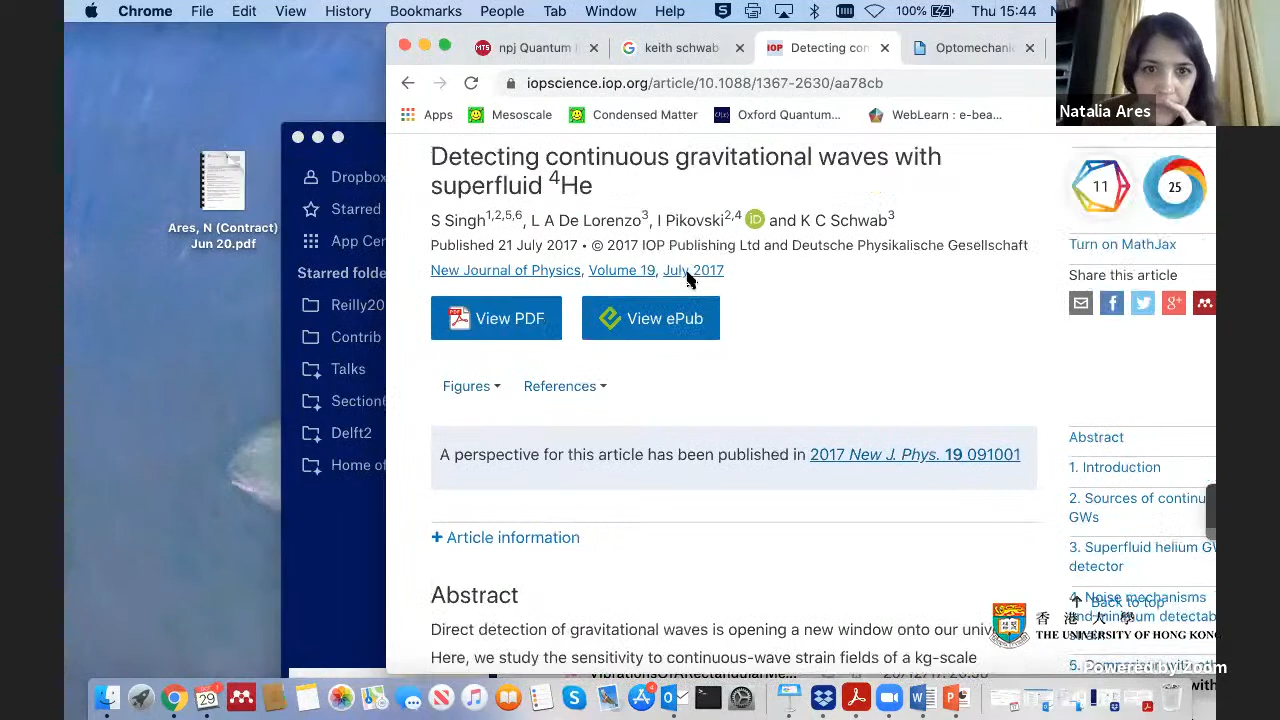 Chrome File Edit View History Bookmarks People Tab Window Help 100% Thu 15:44
npj Quantum
keith schwab
Detecting con
Optomechani
iopscience.iop.org/article/10.1088/1367-2630/aa78cb
Apps Mesoscale Condensed Matter Oxford Quantum... WebLearn : e-bea...
Natalia Ares
Ares, N (Contract)
Jun 20.pdf
Dropbox
Starred
App Cen
Starred folde
Reilly20
Contrib
Talks
Section
Delft2
Home of
Detecting continuous gravitational waves with
superfluid 4He
S Singh1,2,5,6, L A De Lorenzo3, I Pikovski2,4 iD and K C Schwab3
Published 21 July 2017 • © 2017 IOP Publishing Ltd and Deutsche Physikalische Gesellschaft
New Journal of Physics, Volume 19, July 2017
View PDF View ePub
Figures References
A perspective for this article has been published in 2017 New J. Phys. 19 091001
+ Article information
Abstract
Direct detection of gravitational waves is opening a new window onto our univ
Here, we study the sensitivity to continuous-wave strain fields of a kg-scale
11
25
Turn on MathJax
Share this article
Abstract
1. Introduction
2. Sources of continu
GWs
3. Superfluid helium GW
detector
4. Noise mechanisms
and minimum detectab
Back to top
香港大學
THE UNIVERSITY OF HONG KONG
Powered by Zoom